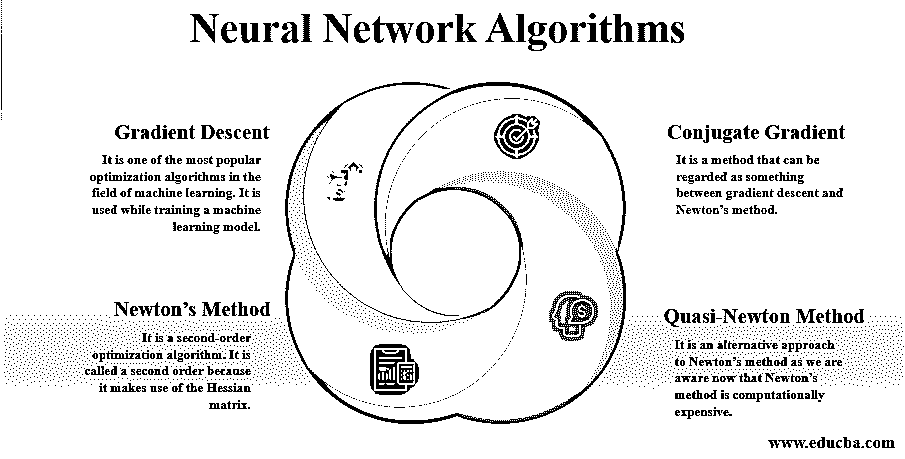 Neural Network Algorithms
Gradient Descent
It is one of the most popular
optimization algorithms in the
field of machine learning. It is
used while training a machine
learning model.
Conjugate Gradient
It is a method that can be
regarded as something
between gradient descent and
Newton's method.
Newton's Method
It is a second-order
optimization algorithm. It is
called a second order because
it makes use of the Hessian
matrix.
Quasi-Newton Method
It is an alternative approach
to Newton's method as we are
aware now that Newton's
method is computationally
expensive.
www.educba.com